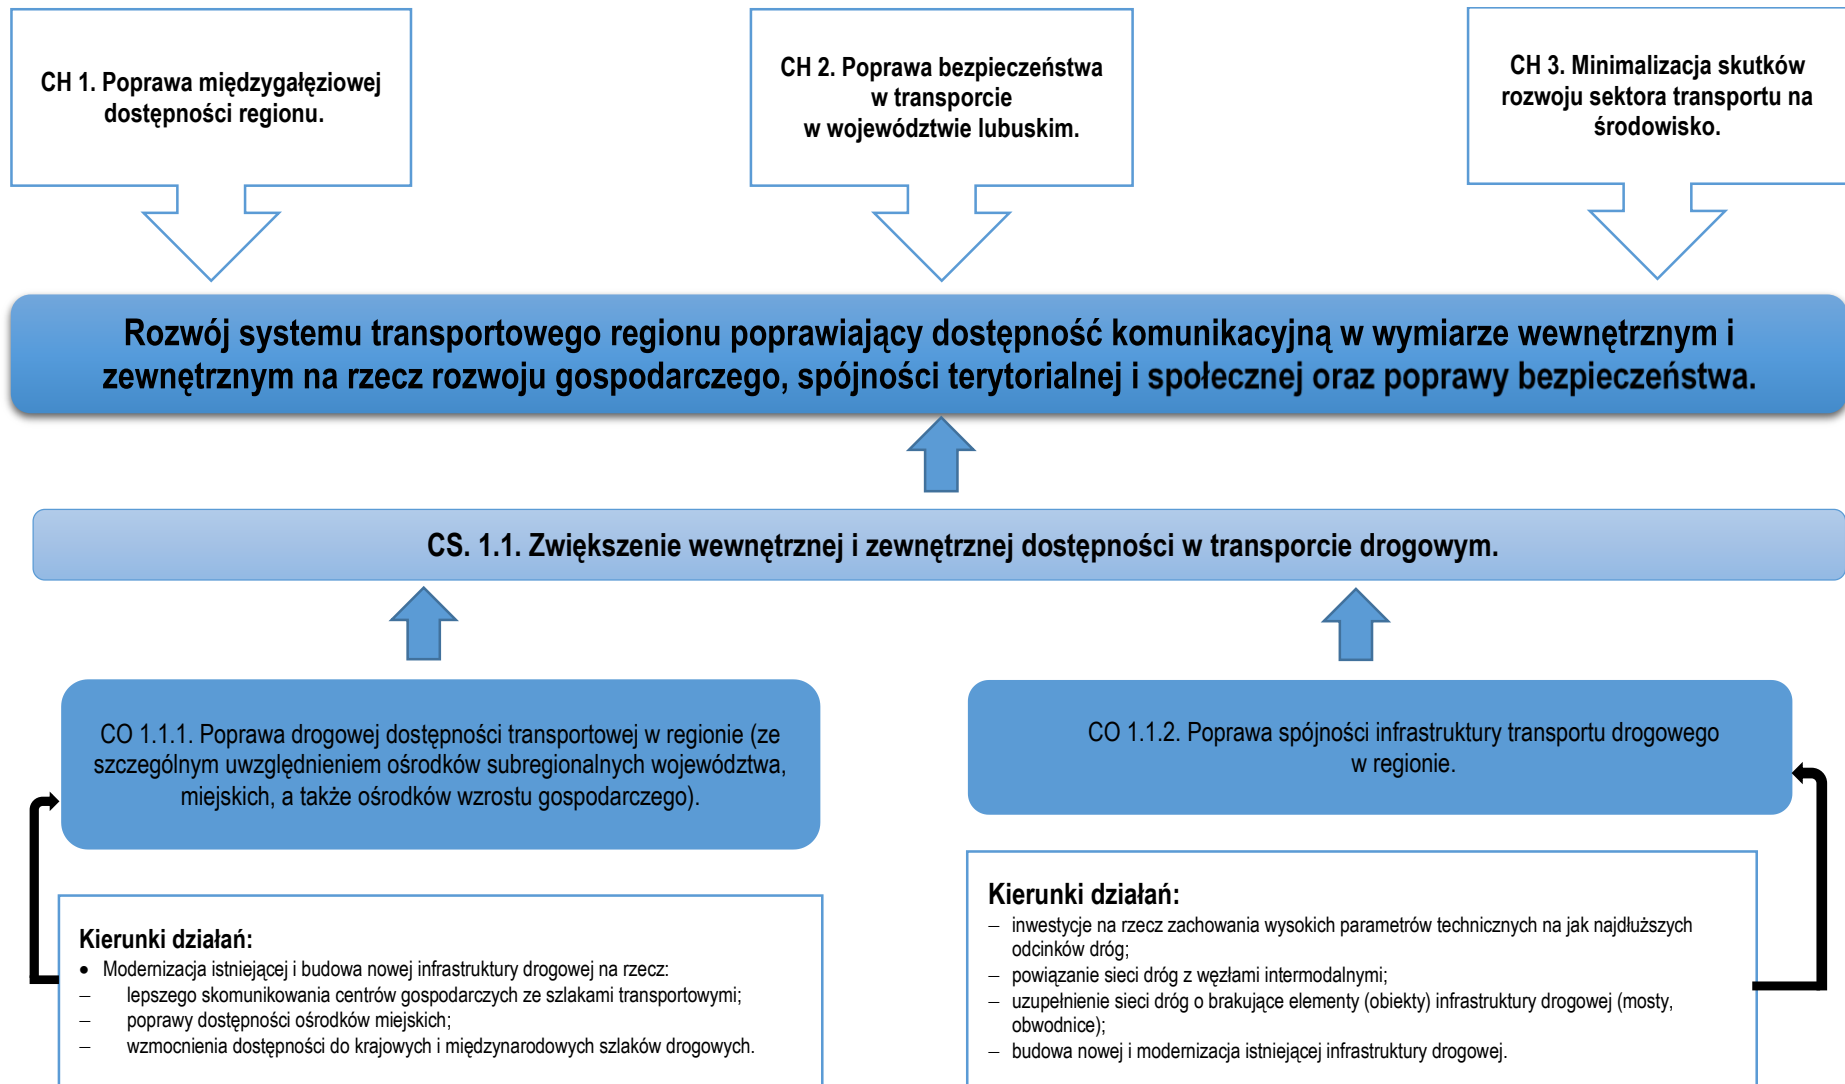 CH 1. Poprawa międzygałęziowej
dostępności regionu.
CH 2. Poprawa bezpieczeństwa
w transporcie
w województwie lubuskim.
CH 3. Minimalizacja skutków
rozwoju sektora transportu na
środowisko.
Rozwój systemu transportowego regionu poprawiający dostępność komunikacyjną w wymiarze wewnętrznym i
zewnętrznym na rzecz rozwoju gospodarczego, spójności terytorialnej i społecznej oraz poprawy bezpieczeństwa.
CS. 1.1. Zwiększenie wewnętrznej i zewnętrznej dostępności w transporcie drogowym.
CO 1.1.1. Poprawa drogowej dostępności transportowej w regionie (ze
szczególnym uwzględnieniem ośrodków subregionalnych województwa,
miejskich, a także ośrodków wzrostu gospodarczego).
CO 1.1.2. Poprawa spójności infrastruktury transportu drogowego
w regionie.
Kierunki działań:
• Modernizacja istniejącej i budowa nowej infrastruktury drogowej na rzecz:
– lepszego skomunikowania centrów gospodarczych ze szlakami transportowymi;
– poprawy dostępności ośrodków miejskich;
– wzmocnienia dostępności do krajowych i międzynarodowych szlaków drogowych.
Kierunki działań:
– inwestycje na rzecz zachowania wysokich parametrów technicznych na jak najdłuższych
odcinków dróg;
– powiązanie sieci dróg z węzłami intermodalnymi;
– uzupełnienie sieci dróg o brakujące elementy (obiekty) infrastruktury drogowej (mosty,
obwodnice);
– budowa nowej i modernizacja istniejącej infrastruktury drogowej.